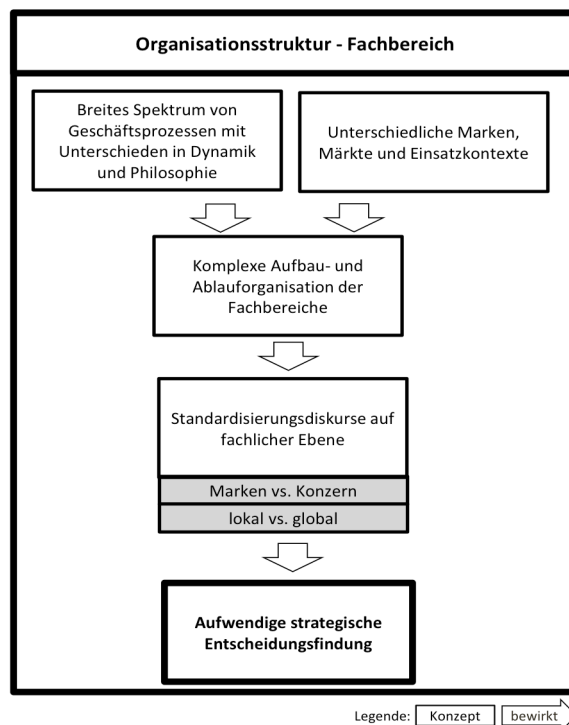 Organisationsstruktur - Fachbereich
Breites Spektrum von
Geschäftsprozessen mit
Unterschieden in Dynamik
und Philosophie
Unterschiedliche Marken,
Märkte und Einsatzkontexte
Komplexe Aufbau- und
Ablauforganisation der
Fachbereiche
Standardisierungsdiskurse auf
fachlicher Ebene
Marken vs. Konzern
lokal vs. global
Aufwendige strategische
Entscheidungsfindung
Legende: Konzept bewirkt